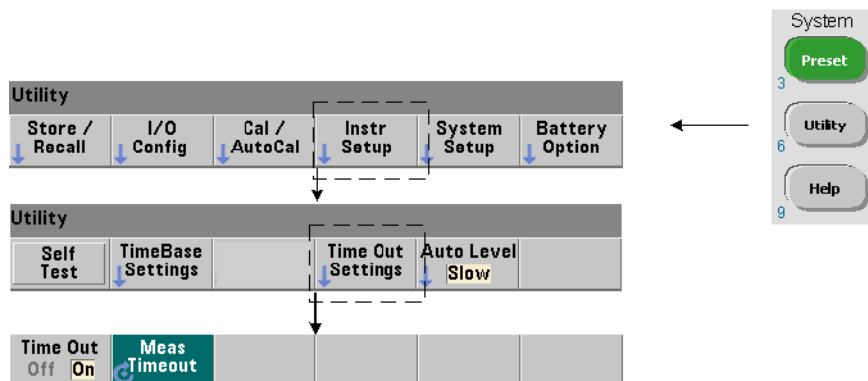 System
Preset
3
Utility
6
Help
9
Utility
Store / Recall
I/O Config
Cal / AutoCal
Instr Setup
System Setup
Battery Option
Utility
Self Test
TimeBase Settings
Time Out Settings
Auto Level Slow
Time Out Off On
Meas Timeout